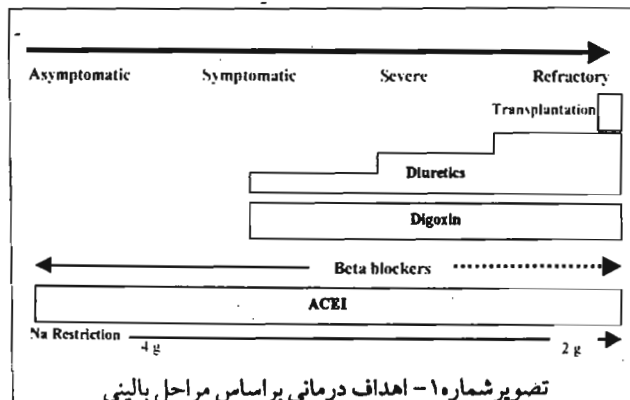 Asymptomatic Symptomatic Severe Refractory
Transplantation
Diuretics
Digoxin
Beta blockers
ACEI
Na Restriction
4 g 2 g
تصویر شماره ۱- اهداف درمانی براساس مراحل بالینی